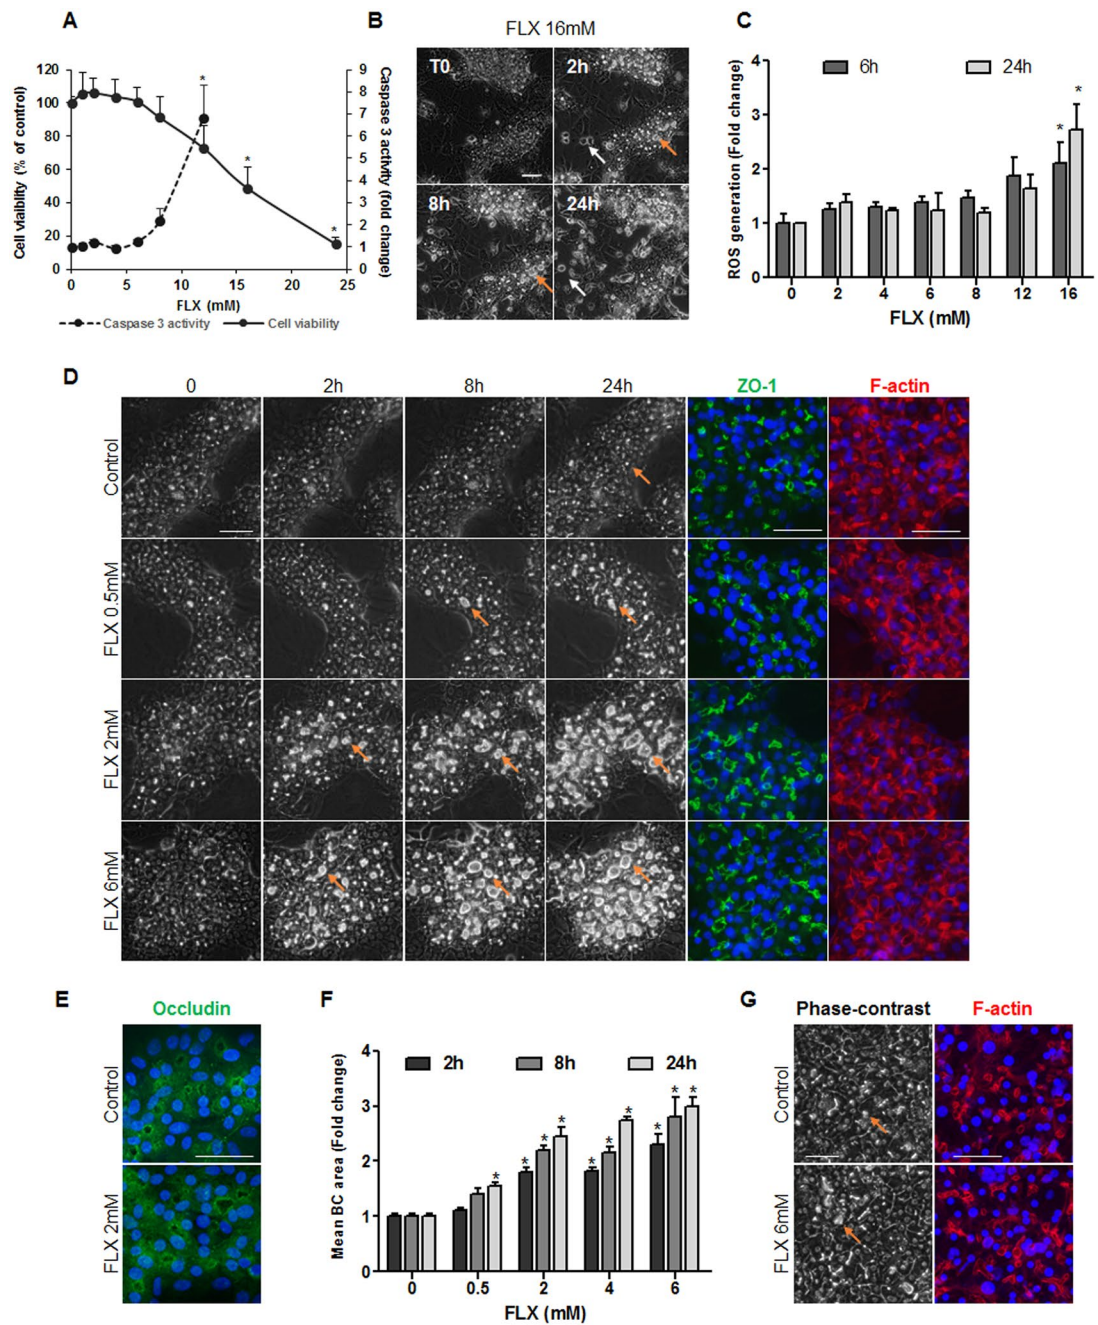 A
Cell viability (% of control)
120
100
80
60
40
20
0
9
8
7
6
5
4
3
2
1
0
Caspase 3 activity (fold change)
* * * *
0 5 10 15 20 25
FLX (mM)
Caspase 3 activity Cell viability
B
FLX 16mM
T0 2h
8h 24h
C
ROS generation (Fold change)
4
3
2
1
0
6h 24h
* *
0 2 4 6 8 12 16
FLX (mM)
D
0 2h 8h 24h ZO-1 F-actin
Control
FLX 0.5mM
FLX 2mM
FLX 6mM
E
Occludin
Control
FLX 2mM
F
Mean BC area (Fold change)
4
3
2
1
0
2h 8h 24h
* * * * * * * * * *
0 0.5 2 4 6
FLX (mM)
G
Phase-contrast F-actin
Control
FLX 6mM